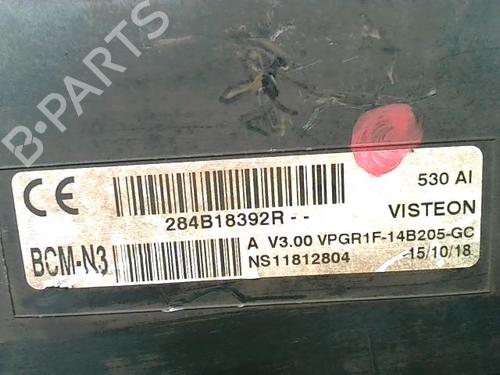 B-PARTS
CE
530 AI
284B18392R--
VISTEON
BCM-N3
A V3.00 VPGR1F-14B205-GC
NS11812804
15/10/18